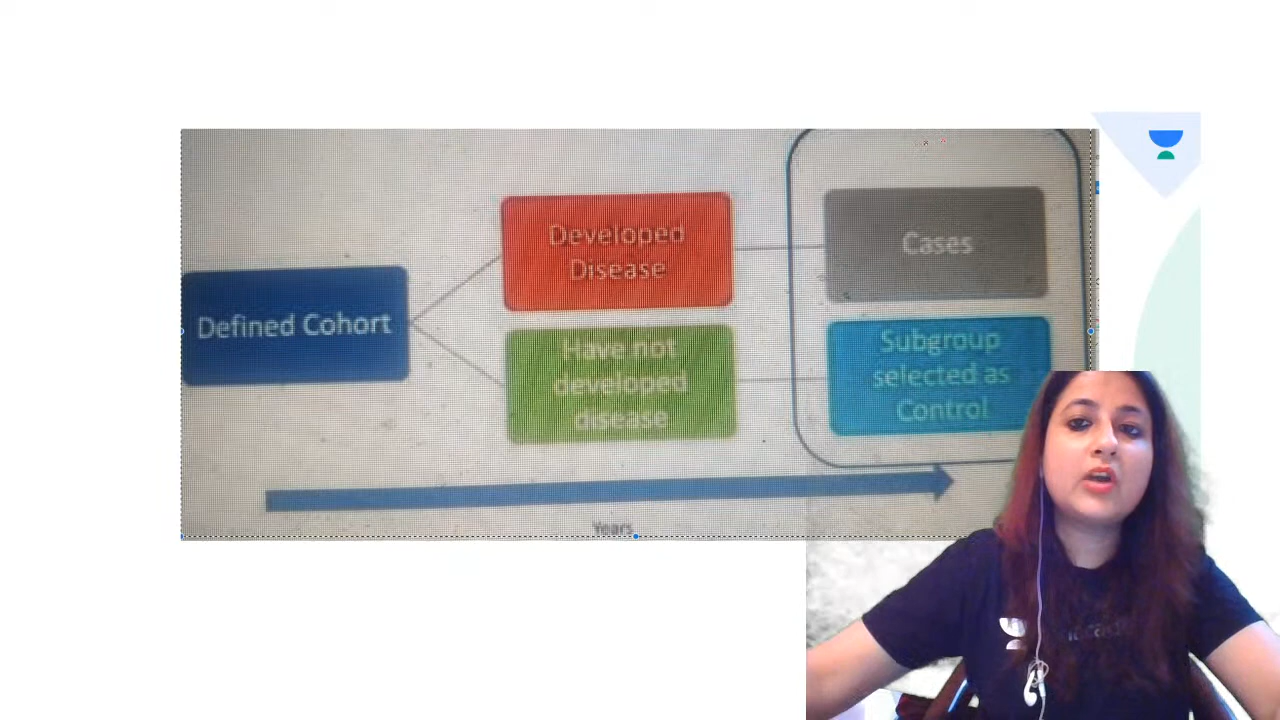 Defined Cohort
Developed
Disease
Have not
developed
disease
Cases
Subgroup
selected as
Control
Years